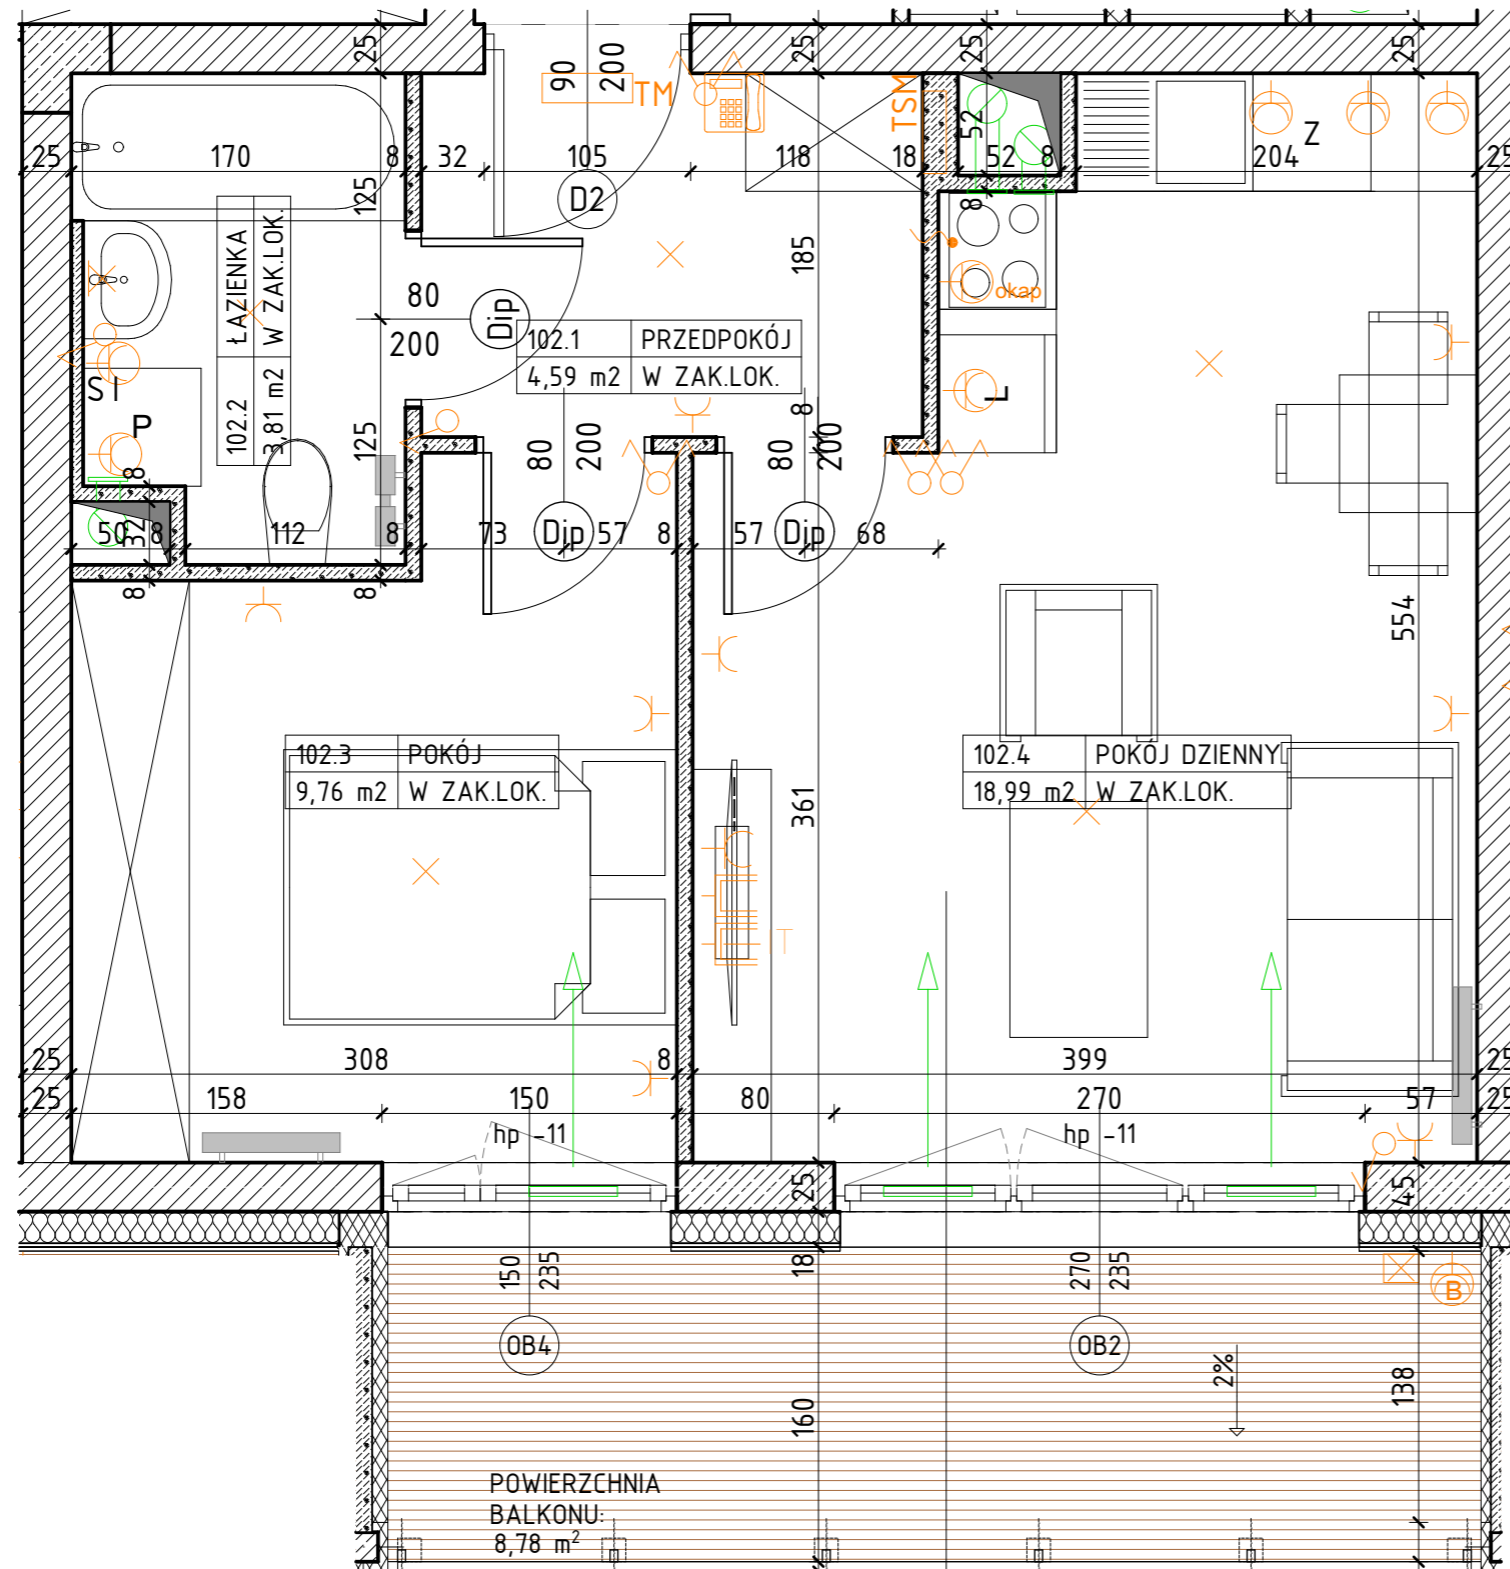 25
25
25
25
90
200
TM
TSM
52
Z
25
170
8
32
105
118
18
52
8
204
25
125
D2
8
185
ŁAZIENKA
W ZAK.LOK.
102.2
3,81 m2
80
200
Dip
okap
102.1
PRZEDPOKÓJ
4,59 m2
W ZAK.LOK.
S I
P
L
8
125
80
200
80
200
8
50
32
8
112
8
73
Dip
57
8
57
Dip
68
8
8
554
102.3
POKÓJ
9,76 m2
W ZAK.LOK.
102.4
POKÓJ DZIENNY
18,99 m2
W ZAK.LOK.
361
T
25
308
8
399
25
25
158
150
80
270
57
25
hp -11
hp -11
25
45
18
150
235
270
235
B
OB4
OB2
2%
138
160
POWIERZCHNIA
BALKONU:
8,78 m²